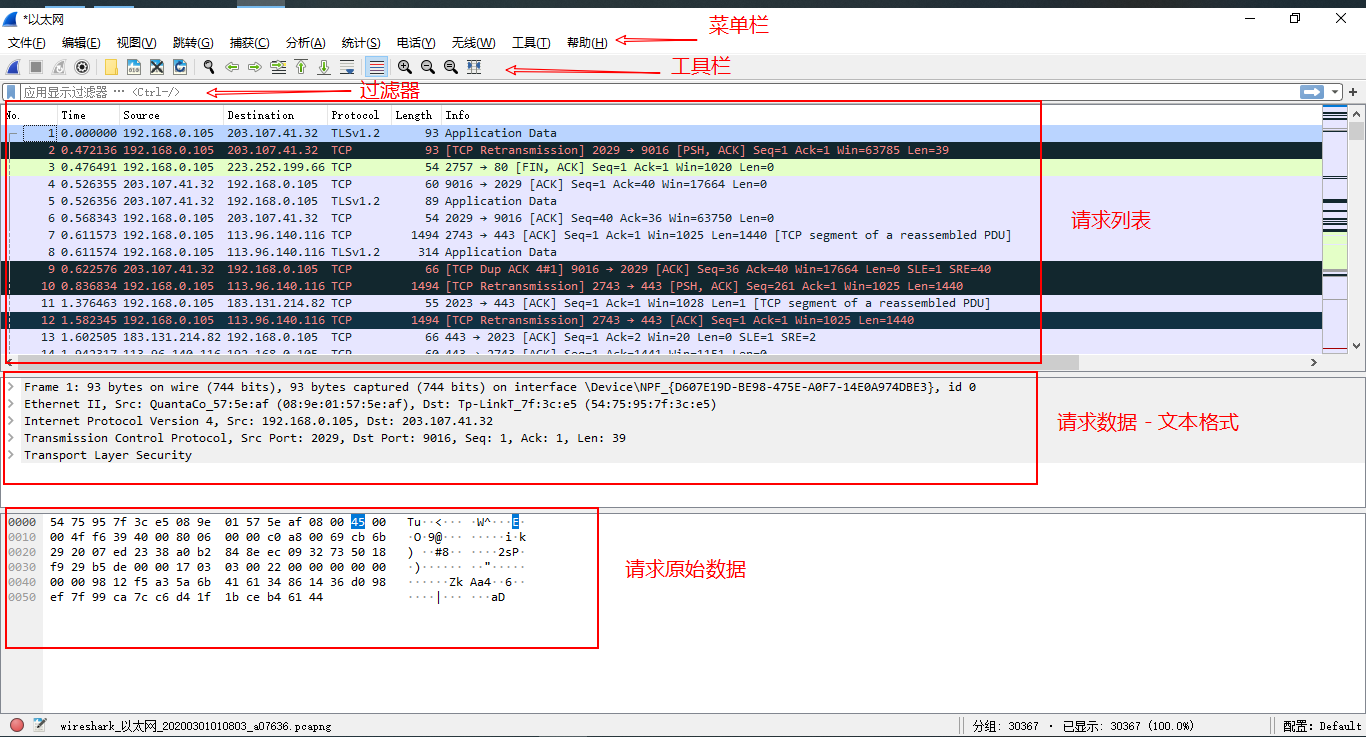 *以太网
菜单栏
文件(F) 编辑(E) 视图(V) 跳转(G) 捕获(C) 分析(A) 统计(S) 电话(Y) 无线(W) 工具(T) 帮助(H)
工具栏
应用显示过滤器 … <Ctrl-/>
过滤器
No. Time Source Destination Protocol Length Info
1 0.000000 192.168.0.105 203.107.41.32 TLSv1.2 93 Application Data
2 0.472136 192.168.0.105 203.107.41.32 TCP 93 [TCP Retransmission] 2029 → 9016 [PSH, ACK] Seq=1 Ack=1 Win=63785 Len=39
3 0.476491 192.168.0.105 223.252.199.66 TCP 54 2757 → 80 [FIN, ACK] Seq=1 Ack=1 Win=1020 Len=0
4 0.526355 203.107.41.32 192.168.0.105 TCP 60 9016 → 2029 [ACK] Seq=1 Ack=40 Win=17664 Len=0
5 0.526356 203.107.41.32 192.168.0.105 TLSv1.2 89 Application Data
6 0.568343 192.168.0.105 203.107.41.32 TCP 54 2029 → 9016 [ACK] Seq=40 Ack=36 Win=63750 Len=0
请求列表
7 0.611573 192.168.0.105 113.96.140.116 TCP 1494 2743 → 443 [ACK] Seq=1 Ack=1 Win=1025 Len=1440 [TCP segment of a reassembled PDU]
8 0.611574 192.168.0.105 113.96.140.116 TLSv1.2 314 Application Data
9 0.622576 203.107.41.32 192.168.0.105 TCP 66 [TCP Dup ACK 4#1] 9016 → 2029 [ACK] Seq=36 Ack=40 Win=17664 Len=0 SLE=1 SRE=40
10 0.836834 192.168.0.105 113.96.140.116 TCP 1494 [TCP Retransmission] 2743 → 443 [PSH, ACK] Seq=261 Ack=1 Win=1025 Len=1440
11 1.376463 192.168.0.105 183.131.214.82 TCP 55 2023 → 443 [ACK] Seq=1 Ack=1 Win=1028 Len=1 [TCP segment of a reassembled PDU]
12 1.582345 192.168.0.105 113.96.140.116 TCP 1494 [TCP Retransmission] 2743 → 443 [ACK] Seq=1 Ack=1 Win=1025 Len=1440
13 1.602505 183.131.214.82 192.168.0.105 TCP 66 443 → 2023 [ACK] Seq=1 Ack=2 Win=20 Len=0 SLE=1 SRE=2
14 1.942317 113.96.140.116 192.168.0.105 TCP 60 443 → 2743 [ACK] Seq=1 Ack=1441 Win=1151 Len=0
Frame 1: 93 bytes on wire (744 bits), 93 bytes captured (744 bits) on interface \Device\NPF_{D607E19D-BE98-475E-A0F7-14E0A974DBE3}, id 0
Ethernet II, Src: QuantaCo_57:5e:af (08:9e:01:57:5e:af), Dst: Tp-LinkT_7f:3c:e5 (54:75:95:7f:3c:e5)
Internet Protocol Version 4, Src: 192.168.0.105, Dst: 203.107.41.32
请求数据 - 文本格式
Transmission Control Protocol, Src Port: 2029, Dst Port: 9016, Seq: 1, Ack: 1, Len: 39
Transport Layer Security
0000 54 75 95 7f 3c e5 08 9e 01 57 5e af 08 00 45 00 Tu··<··· ·W^···E·
0010 00 4f f6 39 40 00 80 06 00 00 c0 a8 00 69 cb 6b ·O·9@··· ·····i·k
0020 29 20 07 ed 23 38 a0 b2 84 8e ec 09 32 73 50 18 ) ··#8·· ····2sP·
0030 f9 29 b5 de 00 00 17 03 03 00 22 00 00 00 00 00 ·)······ ··"·····
0040 00 00 98 12 f5 a3 5a 6b 41 61 34 86 14 36 d0 98 ······Zk Aa4··6··
0050 ef 7f 99 ca 7c c6 d4 1f 1b ce b4 61 44 ····|··· ···aD
请求原始数据
wireshark_以太网_20200301010803_a07636.pcapng 分组: 30367 · 已显示: 30367 (100.0%) 配置: Default